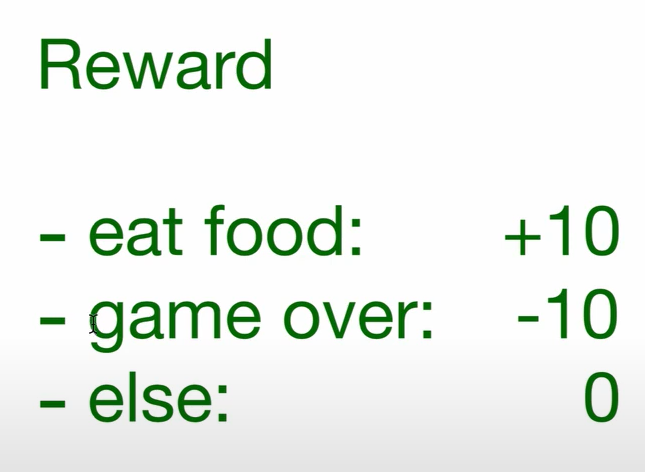 Reward
- eat food: +10
- game over: -10
- else: 0